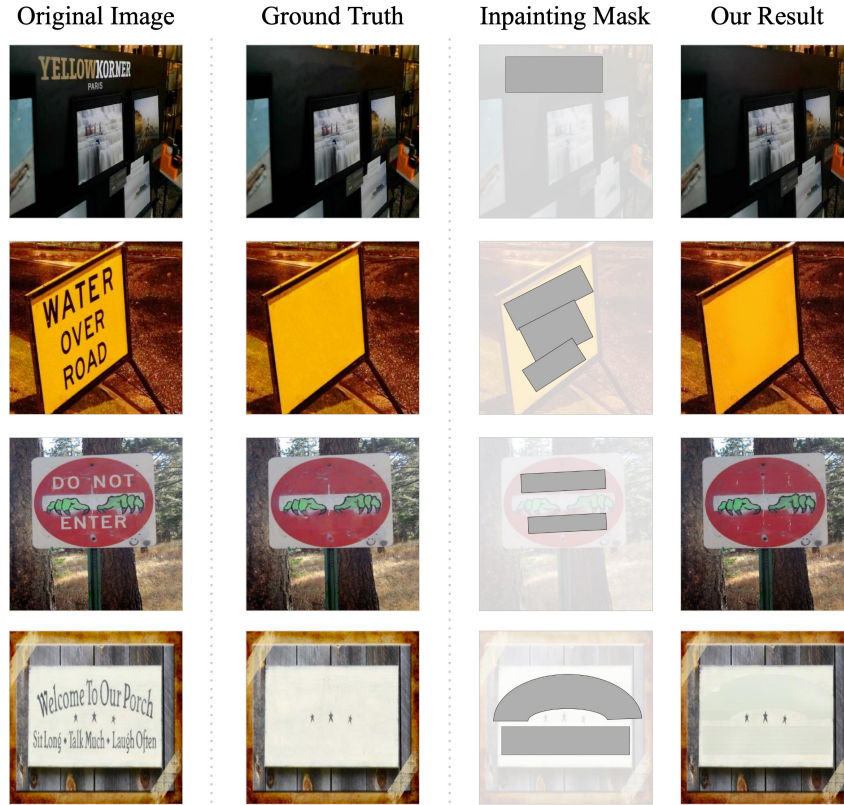 Original Image
Ground Truth
Inpainting Mask
Our Result
YELLOWKORNER
PARIS
WATER
OVER
ROAD
DO NOT
ENTER
Welcome To Our Porch
Sit Long • Talk Much • Laugh Often